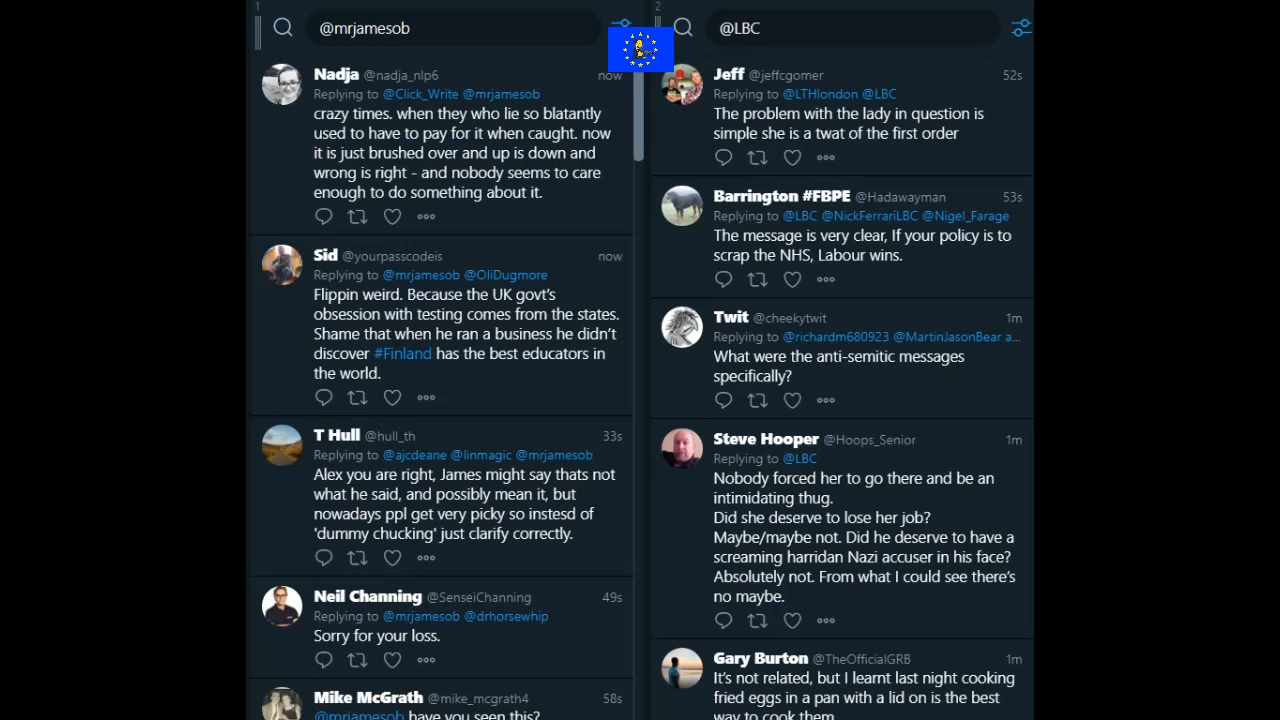 1
@mrjamesob
Nadja @nadja_nlp6 now
Replying to @Click_Write @mrjamesob
crazy times. when they who lie so blatantly
used to have to pay for it when caught. now
it is just brushed over and up is down and
wrong is right - and nobody seems to care
enough to do something about it.
Sid @yourpasscodeis now
Replying to @mrjamesob @OliDugmore
Flippin weird. Because the UK govt's
obsession with testing comes from the states.
Shame that when he ran a business he didn't
discover #Finland has the best educators in
the world.
T Hull @hull_th 33s
Replying to @ajcdeane @linmagic @mrjamesob
Alex you are right, James might say thats not
what he said, and possibly mean it, but
nowadays ppl get very picky so instesd of
'dummy chucking' just clarify correctly.
Neil Channing @SenseiChanning 49s
Replying to @mrjamesob @drhorsewhip
Sorry for your loss.
Mike McGrath @mike_mcgrath4 58s
@mrjamesob have you seen this?
2
@LBC
Jeff @jeffcgomer 52s
Replying to @LTHlondon @LBC
The problem with the lady in question is
simple she is a twat of the first order
Barrington #FBPE @Hadawayman 53s
Replying to @LBC @NickFerrariLBC @Nigel_Farage
The message is very clear, If your policy is to
scrap the NHS, Labour wins.
Twit @cheekytwit 1m
Replying to @richardm680923 @MartinJasonBear a...
What were the anti-semitic messages
specifically?
Steve Hooper @Hoops_Senior 1m
Replying to @LBC
Nobody forced her to go there and be an
intimidating thug.
Did she deserve to lose her job?
Maybe/maybe not. Did he deserve to have a
screaming harridan Nazi accuser in his face?
Absolutely not. From what I could see there's
no maybe.
Gary Burton @TheOfficialGRB 1m
It's not related, but I learnt last night cooking
fried eggs in a pan with a lid on is the best
way to cook them